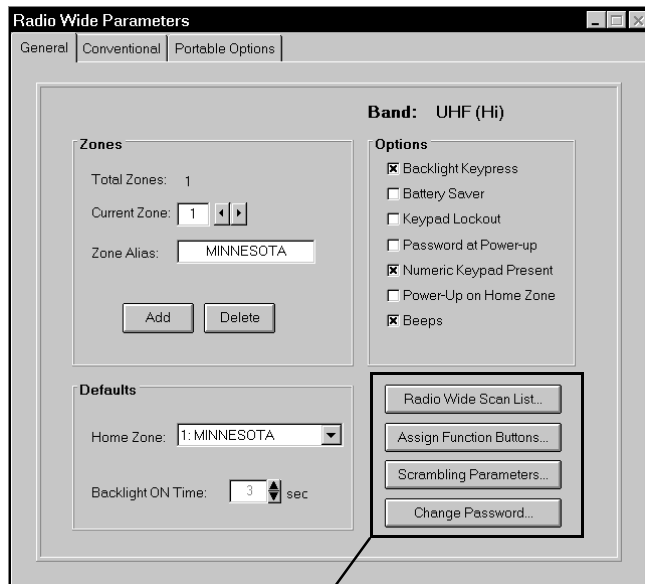 Radio Wide Parameters
General Conventional Portable Options
Band: UHF (Hi)
Zones
Total Zones: 1
Current Zone: 1
Zone Alias: MINNESOTA
Add Delete
Options
Backlight Keypress
Battery Saver
Keypad Lockout
Password at Power-up
Numeric Keypad Present
Power-Up on Home Zone
Beeps
Defaults
Home Zone: 1: MINNESOTA
Backlight ON Time: 3 sec
Radio Wide Scan List...
Assign Function Buttons...
Scrambling Parameters...
Change Password...